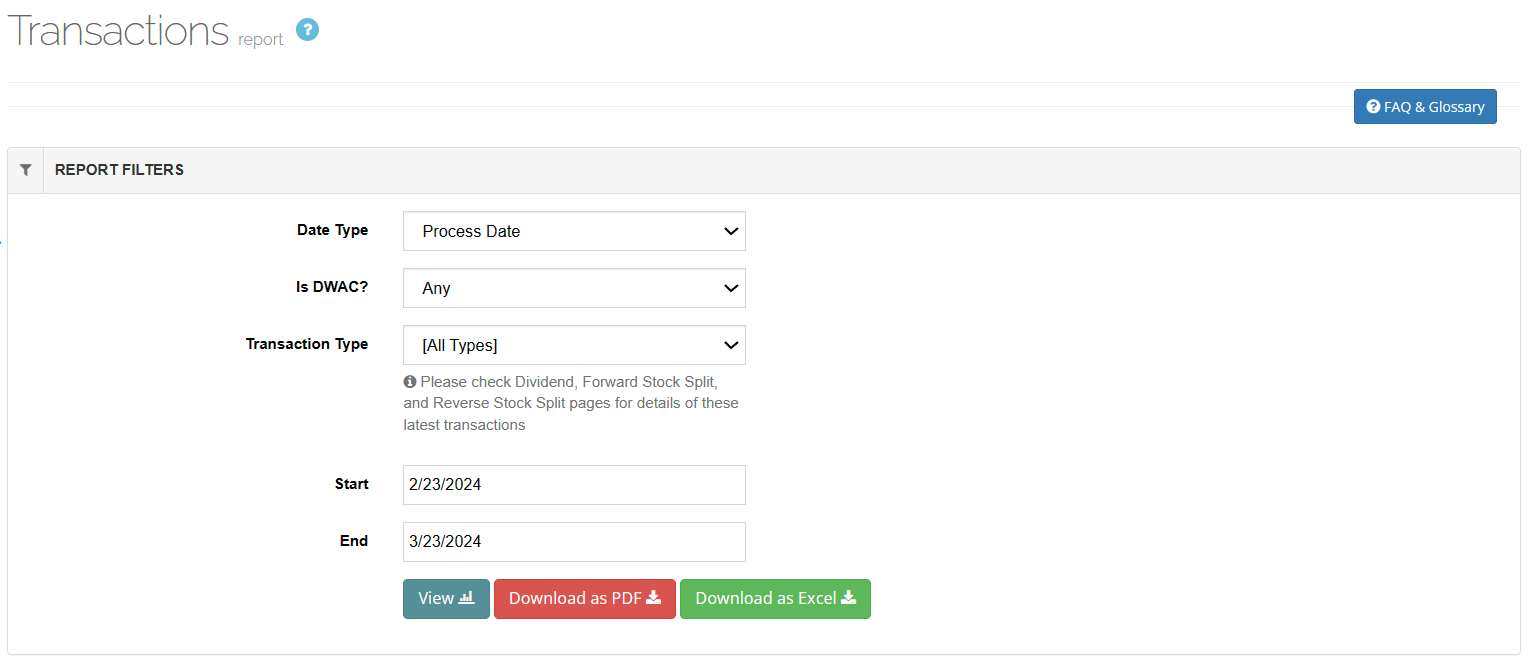 Transactions report ?
FAQ & Glossary
REPORT FILTERS
Date Type
Process Date
Is DWAC?
Any
Transaction Type
[All Types]
Please check Dividend, Forward Stock Split,
and Reverse Stock Split pages for details of these
latest transactions
Start
2/23/2024
End
3/23/2024
View
Download as PDF
Download as Excel